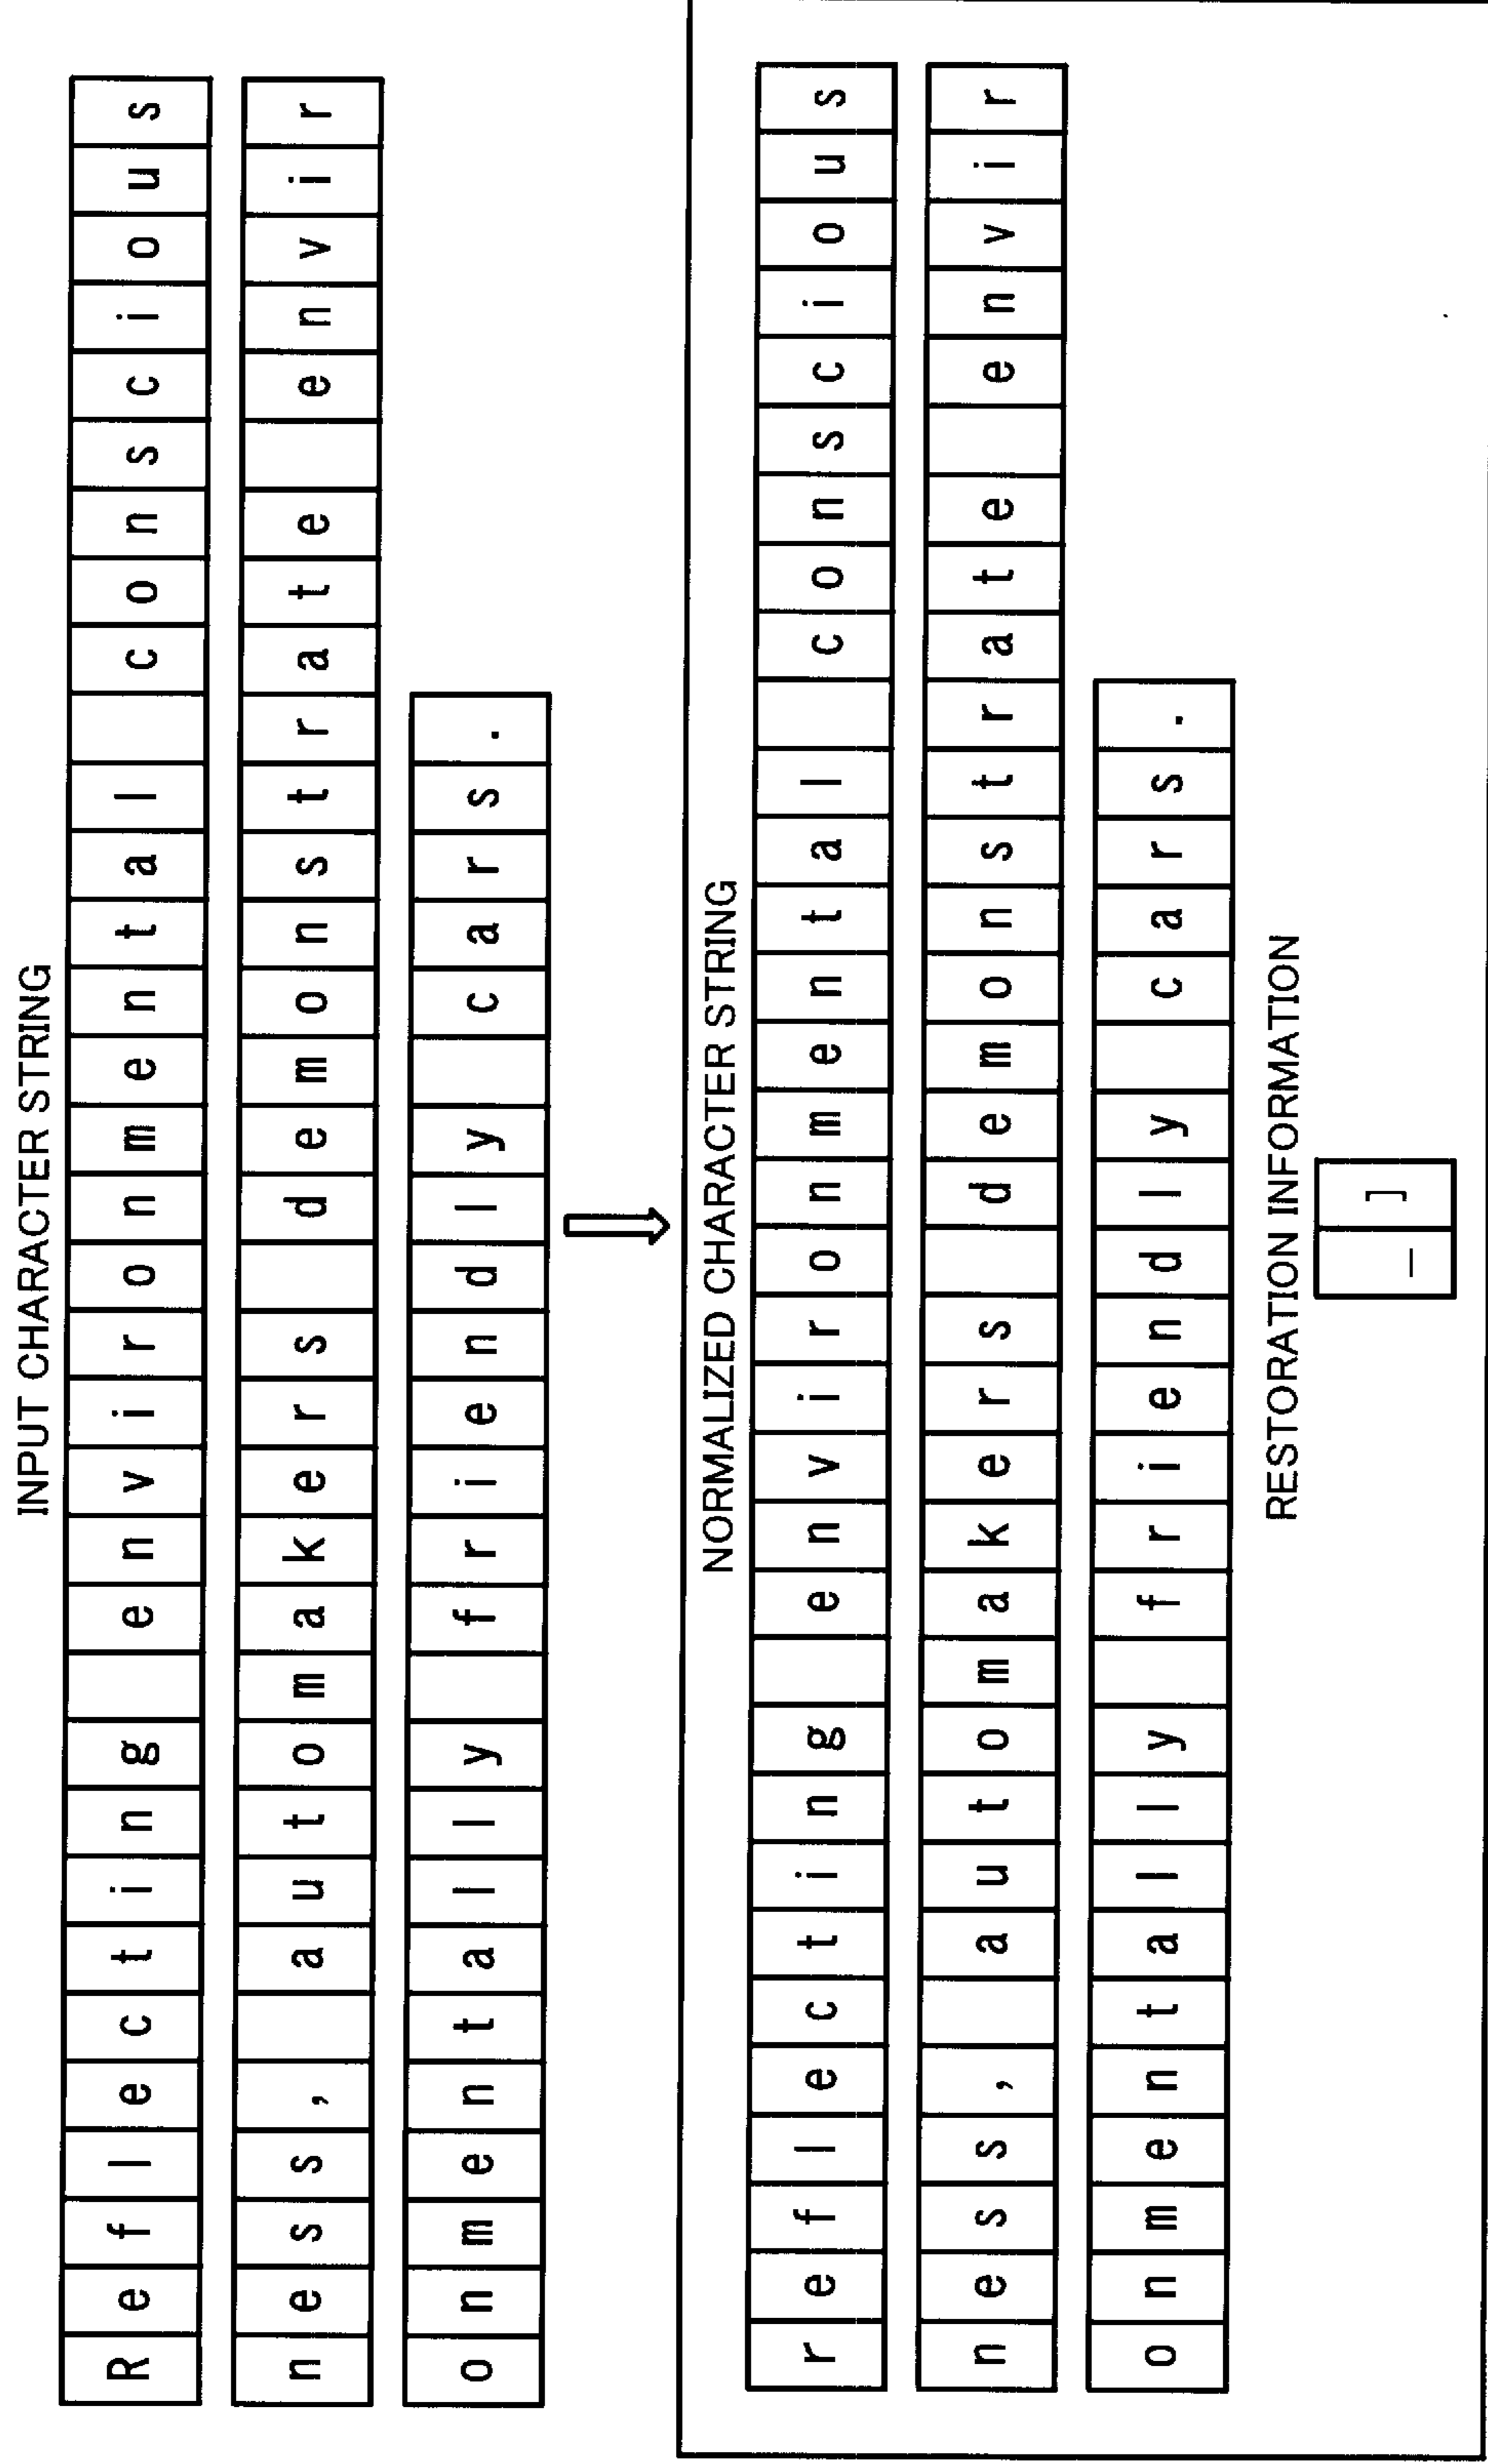 INPUT CHARACTER STRING
Reflecting environmental conscious
ness, automakers demonstrate envir
onmentally friendly cars.
NORMALIZED CHARACTER STRING
reflecting environmental conscious
ness, automakers demonstrate envir
onmentally friendly cars.
RESTORATION INFORMATION